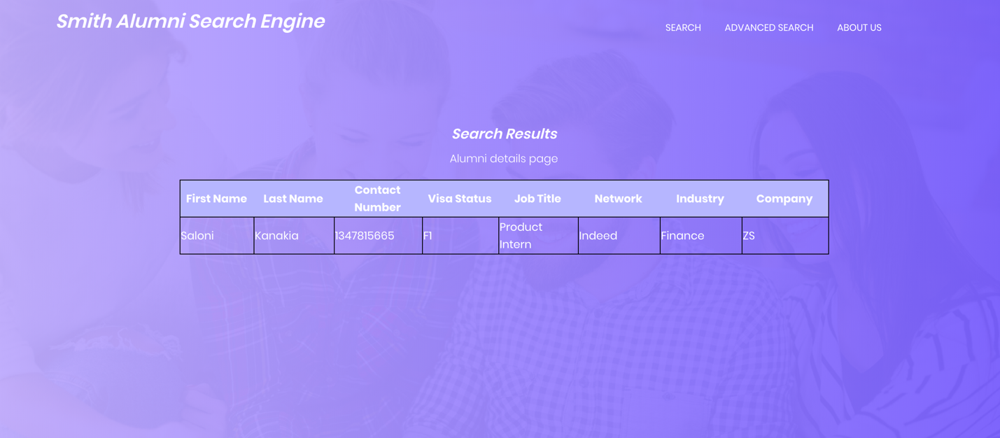 Smith Alumni Search Engine
SEARCH ADVANCED SEARCH ABOUT US
Search Results
Alumni details page
First Name Last Name Contact Number Visa Status Job Title Network Industry Company
Saloni Kanakia 1347815665 F1 Product Intern Indeed Finance ZS